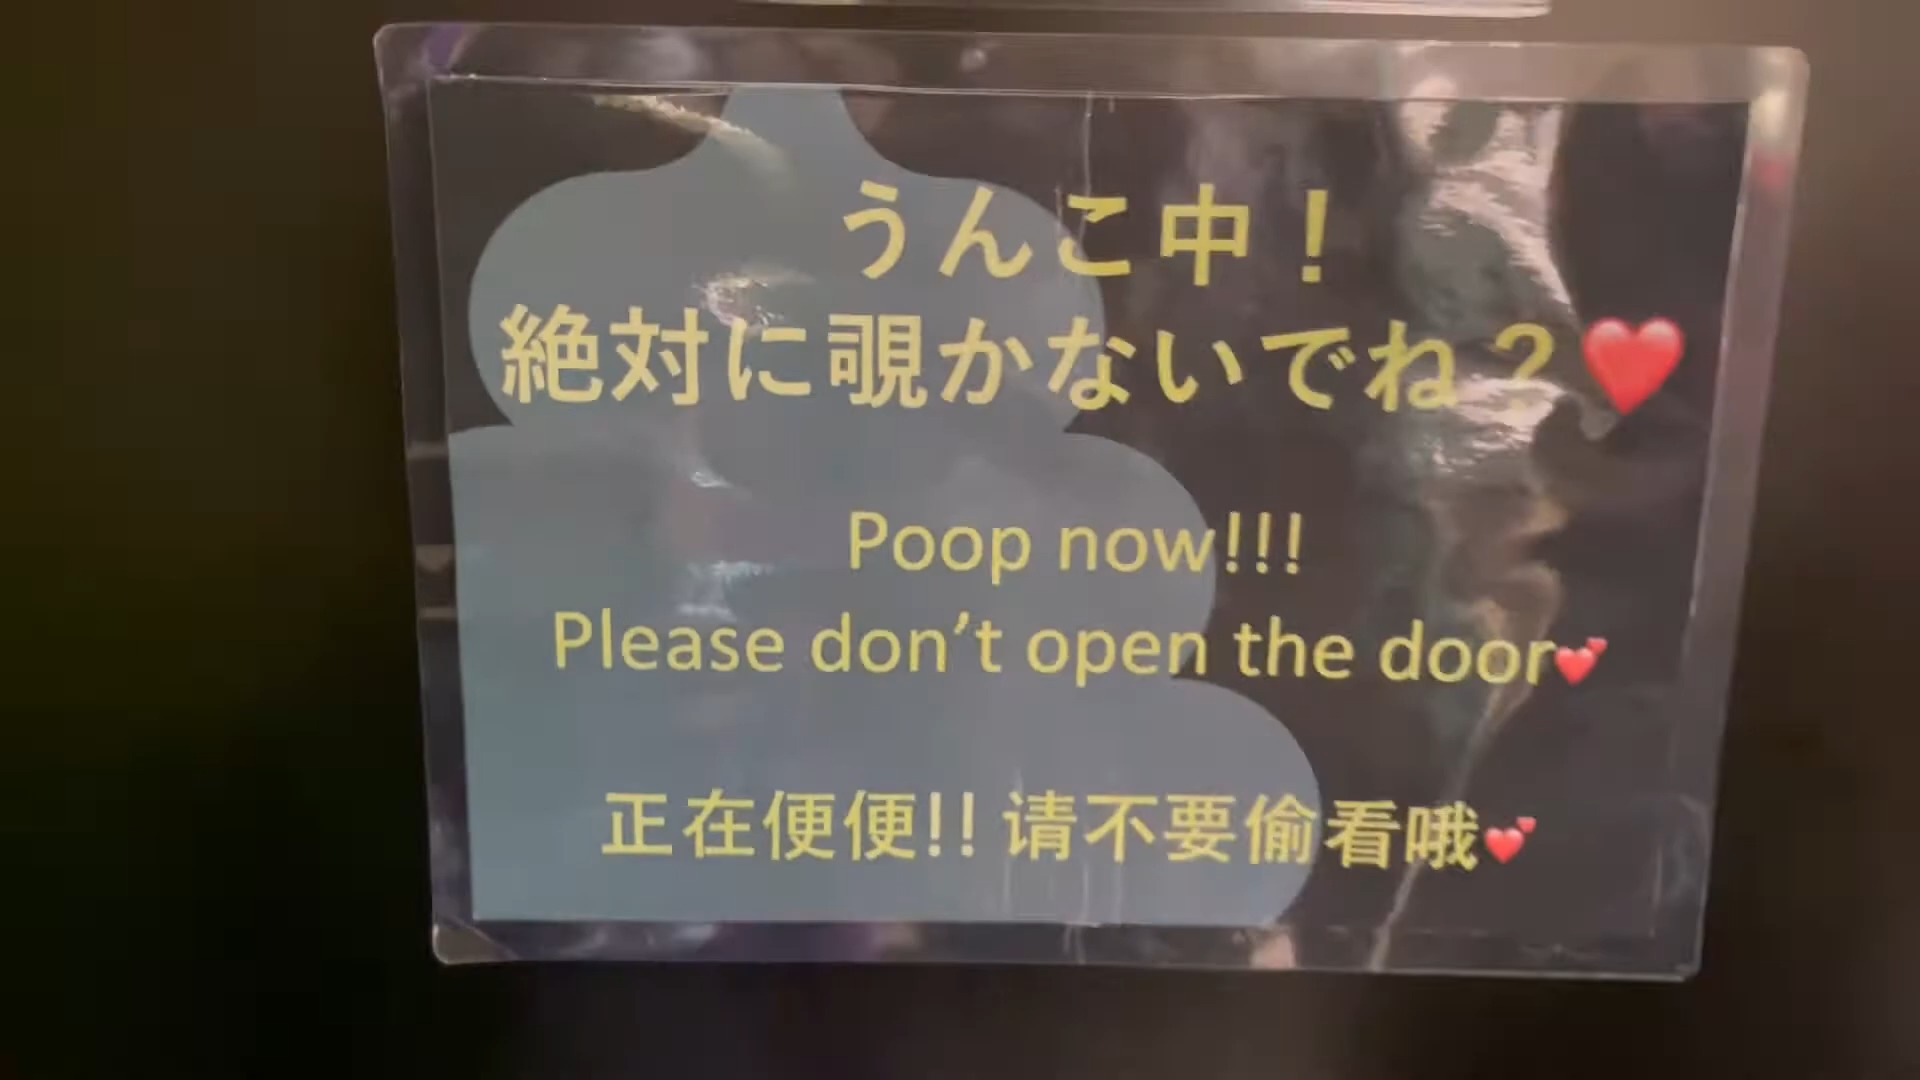 うんこ中！
絶対に覗かないでね？❤️
Poop now!!!
Please don’t open the door💕
正在便便!! 请不要偷看哦💕